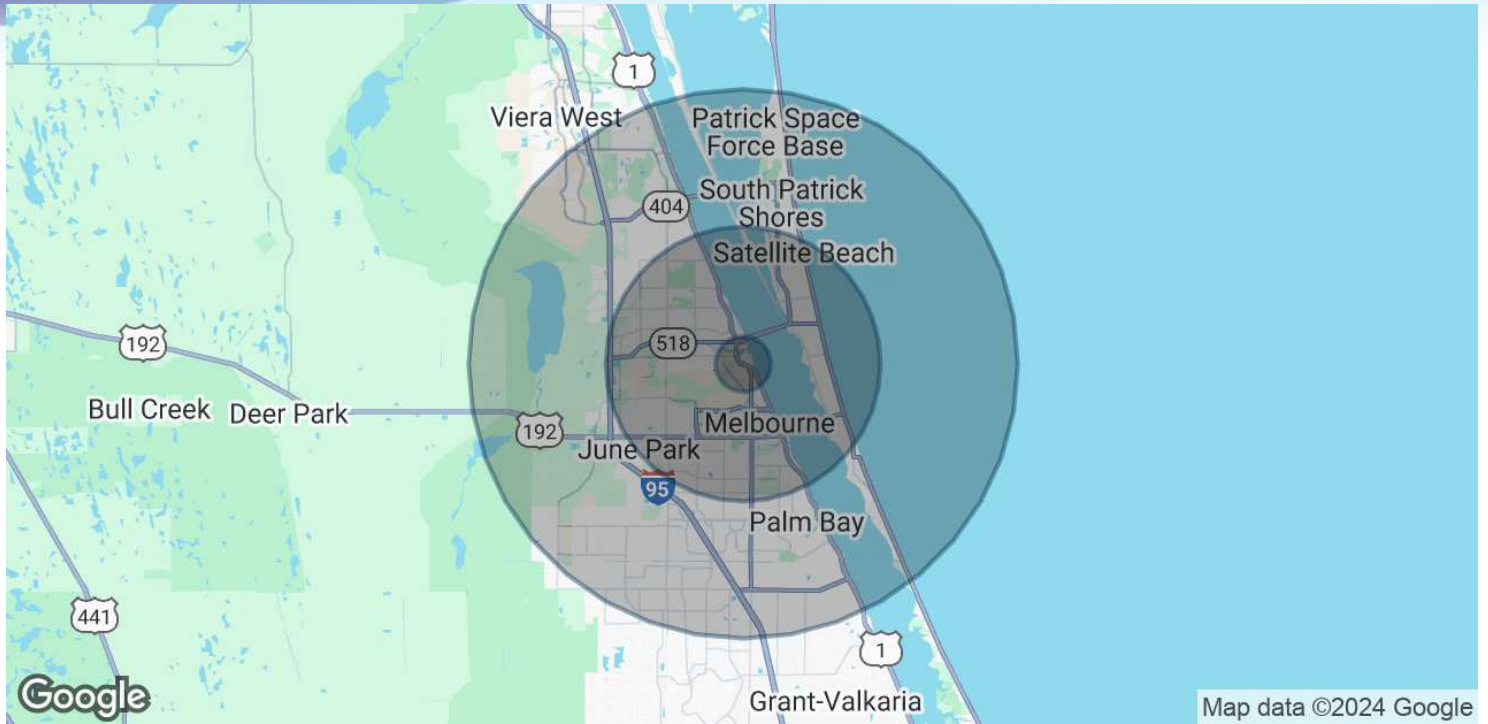 1
Viera West
Patrick Space
Force Base
South Patrick
Shores
404
Satellite Beach
192
518
Bull Creek
Deer Park
192
Melbourne
June Park
95
Palm Bay
441
1
Grant-Valkaria
Google
Map data ©2024 Google